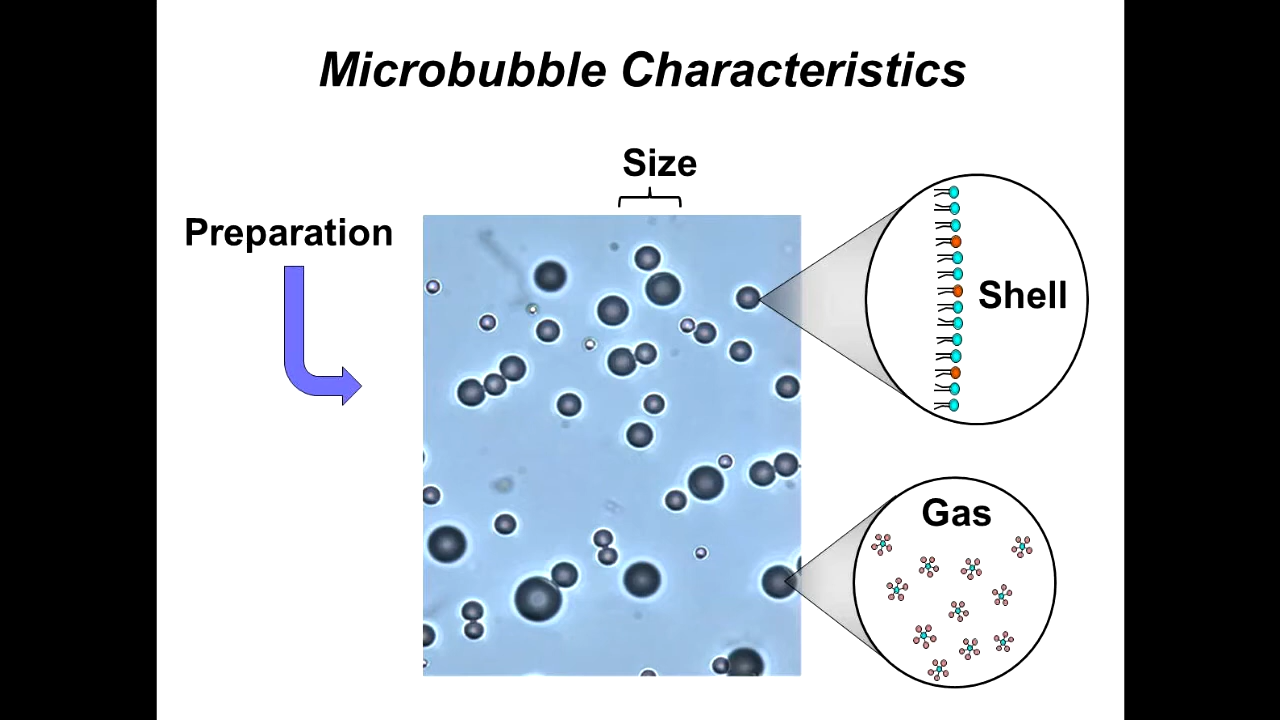 Microbubble Characteristics
Size
Preparation
Shell
Gas